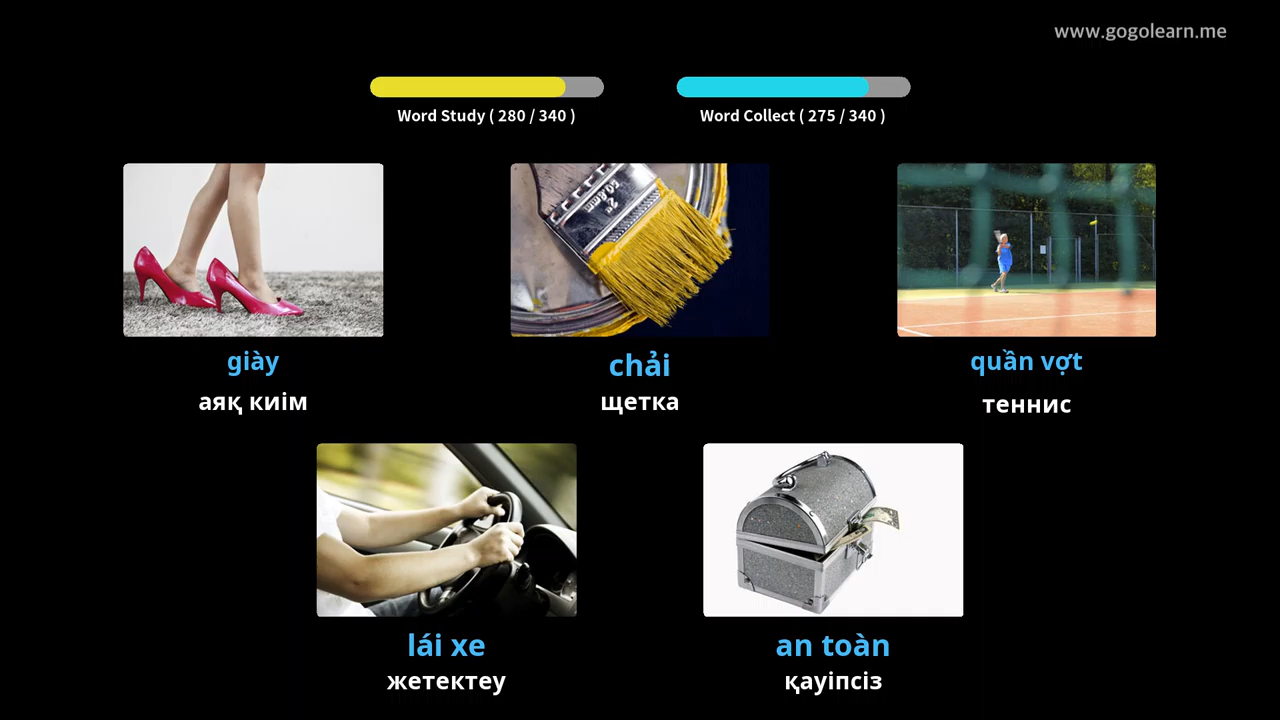 www.gogolearn.me
Word Study ( 280 / 340 )
Word Collect ( 275 / 340 )
giày
аяқ киім
chải
щетка
quần vợt
теннис
lái xe
жетектеу
an toàn
қауіпсіз